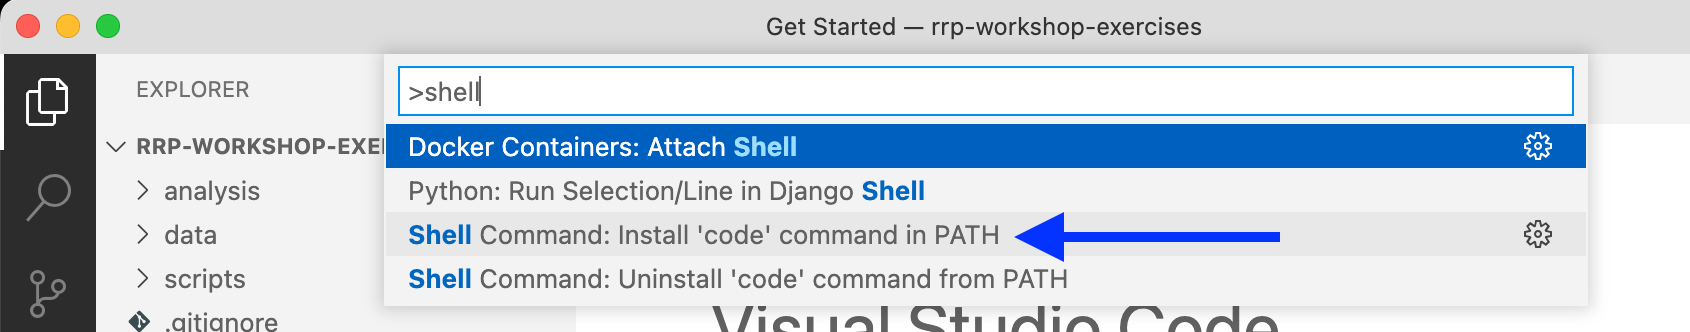 Get Started — rrp-workshop-exercises
EXPLORER
>shell
RRP-WORKSHOP-EXE
Docker Containers: Attach Shell
analysis
Python: Run Selection/Line in Django Shell
data
Shell Command: Install 'code' command in PATH
scripts
Shell Command: Uninstall 'code' command from PATH
.gitignore
Visual Studio Code